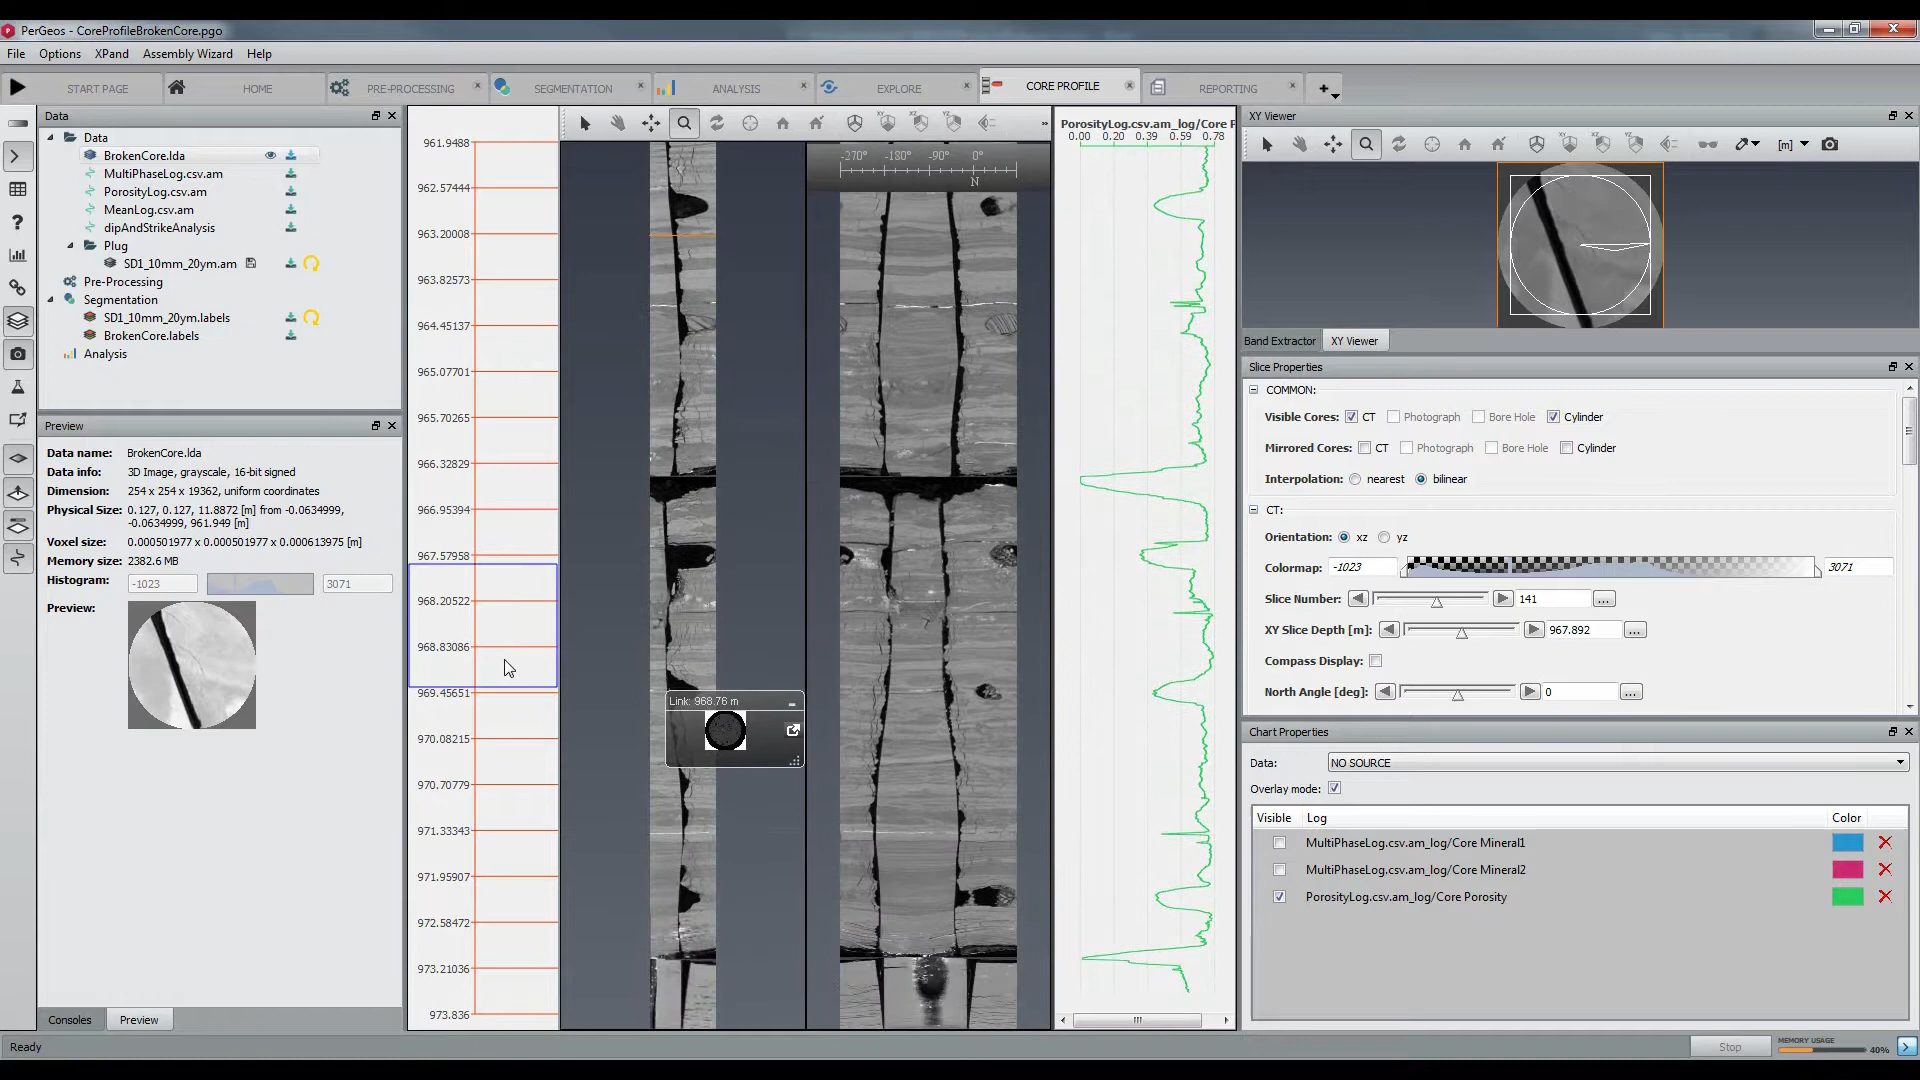 PerGeos - CoreProfileBrokenCore.pgo
File Options XPand Assembly Wizard Help
START PAGE HOME PRE-PROCESSING SEGMENTATION ANALYSIS EXPLORE CORE PROFILE REPORTING
Data
Data
BrokenCore.lda
MultiPhaseLog.csv.am
PorosityLog.csv.am
MeanLog.csv.am
dipAndStrikeAnalysis
Plug
SD1_10mm_20ym.am
Pre-Processing
Segmentation
SD1_10mm_20ym.labels
BrokenCore.labels
Analysis
Preview
Data name: BrokenCore.lda
Data info: 3D Image, grayscale, 16-bit signed
Dimension: 254 x 254 x 19362, uniform coordinates
Physical Size: 0.127, 0.127, 11.8872 [m] from -0.0634999,
-0.0634999, 961.949 [m]
Voxel size: 0.000501977 x 0.000501977 x 0.000613975 [m]
Memory size: 2382.6 MB
Histogram: -1023 3071
Preview:
Consoles Preview
961.9488
962.57444
963.20008
963.82573
964.45137
965.07701
965.70265
966.32829
966.95394
967.57958
968.20522
968.83086
969.45651
970.08215
970.70779
971.33343
971.95907
972.58472
973.21036
973.836
-270° -180° -90° 0°
N
Link: 968.76 m
PorosityLog.csv.am_log/Core P
0.00 0.20 0.39 0.59 0.78
XY Viewer
[m]
Band Extractor XY Viewer
Slice Properties
COMMON:
Visible Cores: CT Photograph Bore Hole Cylinder
Mirrored Cores: CT Photograph Bore Hole Cylinder
Interpolation: nearest bilinear
CT:
Orientation: xz yz
Colormap: -1023 3071
Slice Number: 141 ...
XY Slice Depth [m]: 967.892 ...
Compass Display:
North Angle [deg]: 0 ...
Chart Properties
Data: NO SOURCE
Overlay mode:
Visible Log Color
MultiPhaseLog.csv.am_log/Core Mineral1
MultiPhaseLog.csv.am_log/Core Mineral2
PorosityLog.csv.am_log/Core Porosity
Ready
Stop
MEMORY USAGE
40%